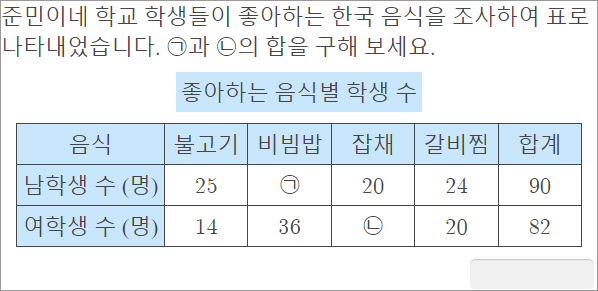 준민이네 학교 학생들이 좋아하는 한국 음식을 조사하여 표로
나타내었습니다. ㉠과 ㉡의 합을 구해 보세요.
좋아하는 음식별 학생 수
음식 불고기 비빔밥 잡채 갈비찜 합계
남학생 수 (명) 25 ㉠ 20 24 90
여학생 수 (명) 14 36 ㉡ 20 82